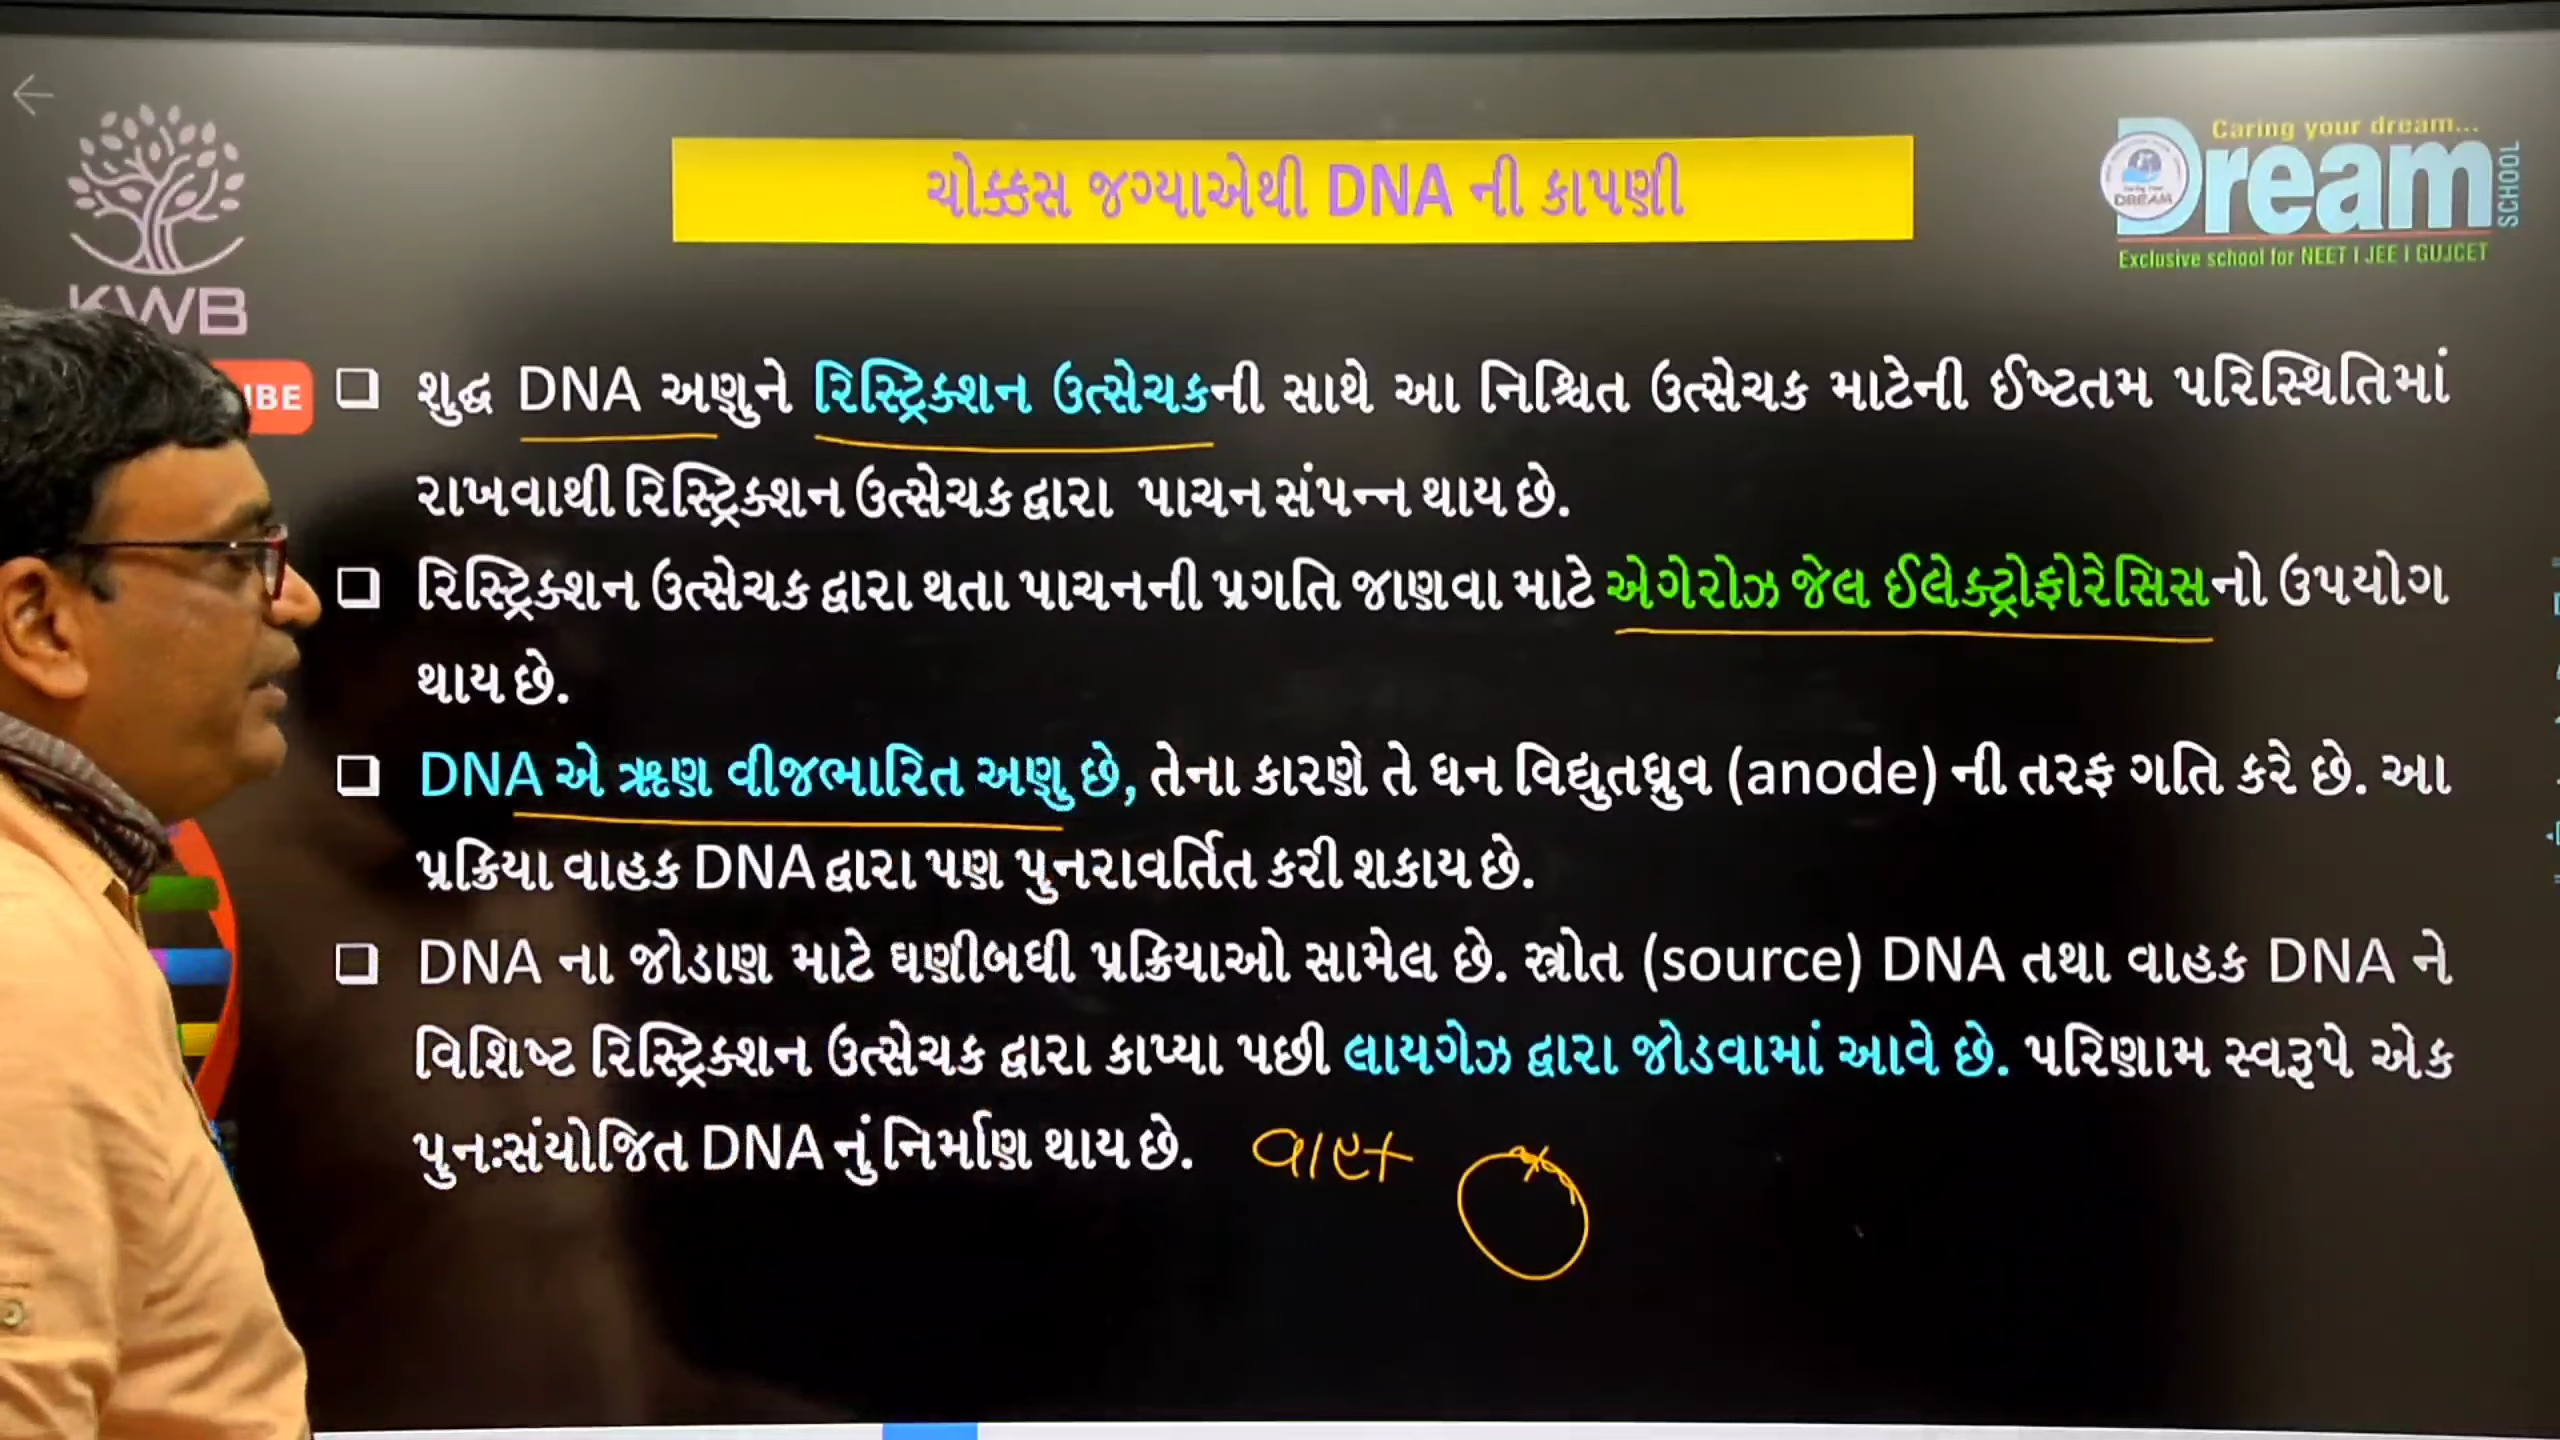 Caring your dream...
Dream SCHOOL
DREAM
Exclusive school for NEET I JEE I GUJCET
KWB
IBE
ચોક્કસ જગ્યાએથી DNA ની કાપણી
❑ શુદ્ધ DNA અણુને રિસ્ટ્રિક્શન ઉત્સેચકની સાથે આ નિશ્ચિત ઉત્સેચક માટેની ઈષ્ટતમ પરિસ્થિતિમાં
રાખવાથી રિસ્ટ્રિક્શન ઉત્સેચક દ્વારા પાચન સંપન્ન થાય છે.
❑ રિસ્ટ્રિક્શન ઉત્સેચક દ્વારા થતા પાચનની પ્રગતિ જાણવા માટે એગેરોઝ જેલ ઈલેક્ટ્રોફોરેસિસનો ઉપયોગ
થાય છે.
❑ DNA એ ઋણ વીજભારિત અણુ છે, તેના કારણે તે ધન વિદ્યુતધ્રુવ (anode) ની તરફ ગતિ કરે છે. આ
પ્રક્રિયા વાહક DNA દ્વારા પણ પુનરાવર્તિત કરી શકાય છે.
❑ DNA ના જોડાણ માટે ઘણીબધી પ્રક્રિયાઓ સામેલ છે. સ્ત્રોત (source) DNA તથા વાહક DNA ને
વિશિષ્ટ રિસ્ટ્રિક્શન ઉત્સેચક દ્વારા કાપ્યા પછી લાયગેઝ દ્વારા જોડવામાં આવે છે. પરિણામ સ્વરૂપે એક
પુનઃસંયોજિત DNA નું નિર્માણ થાય છે. વાહક